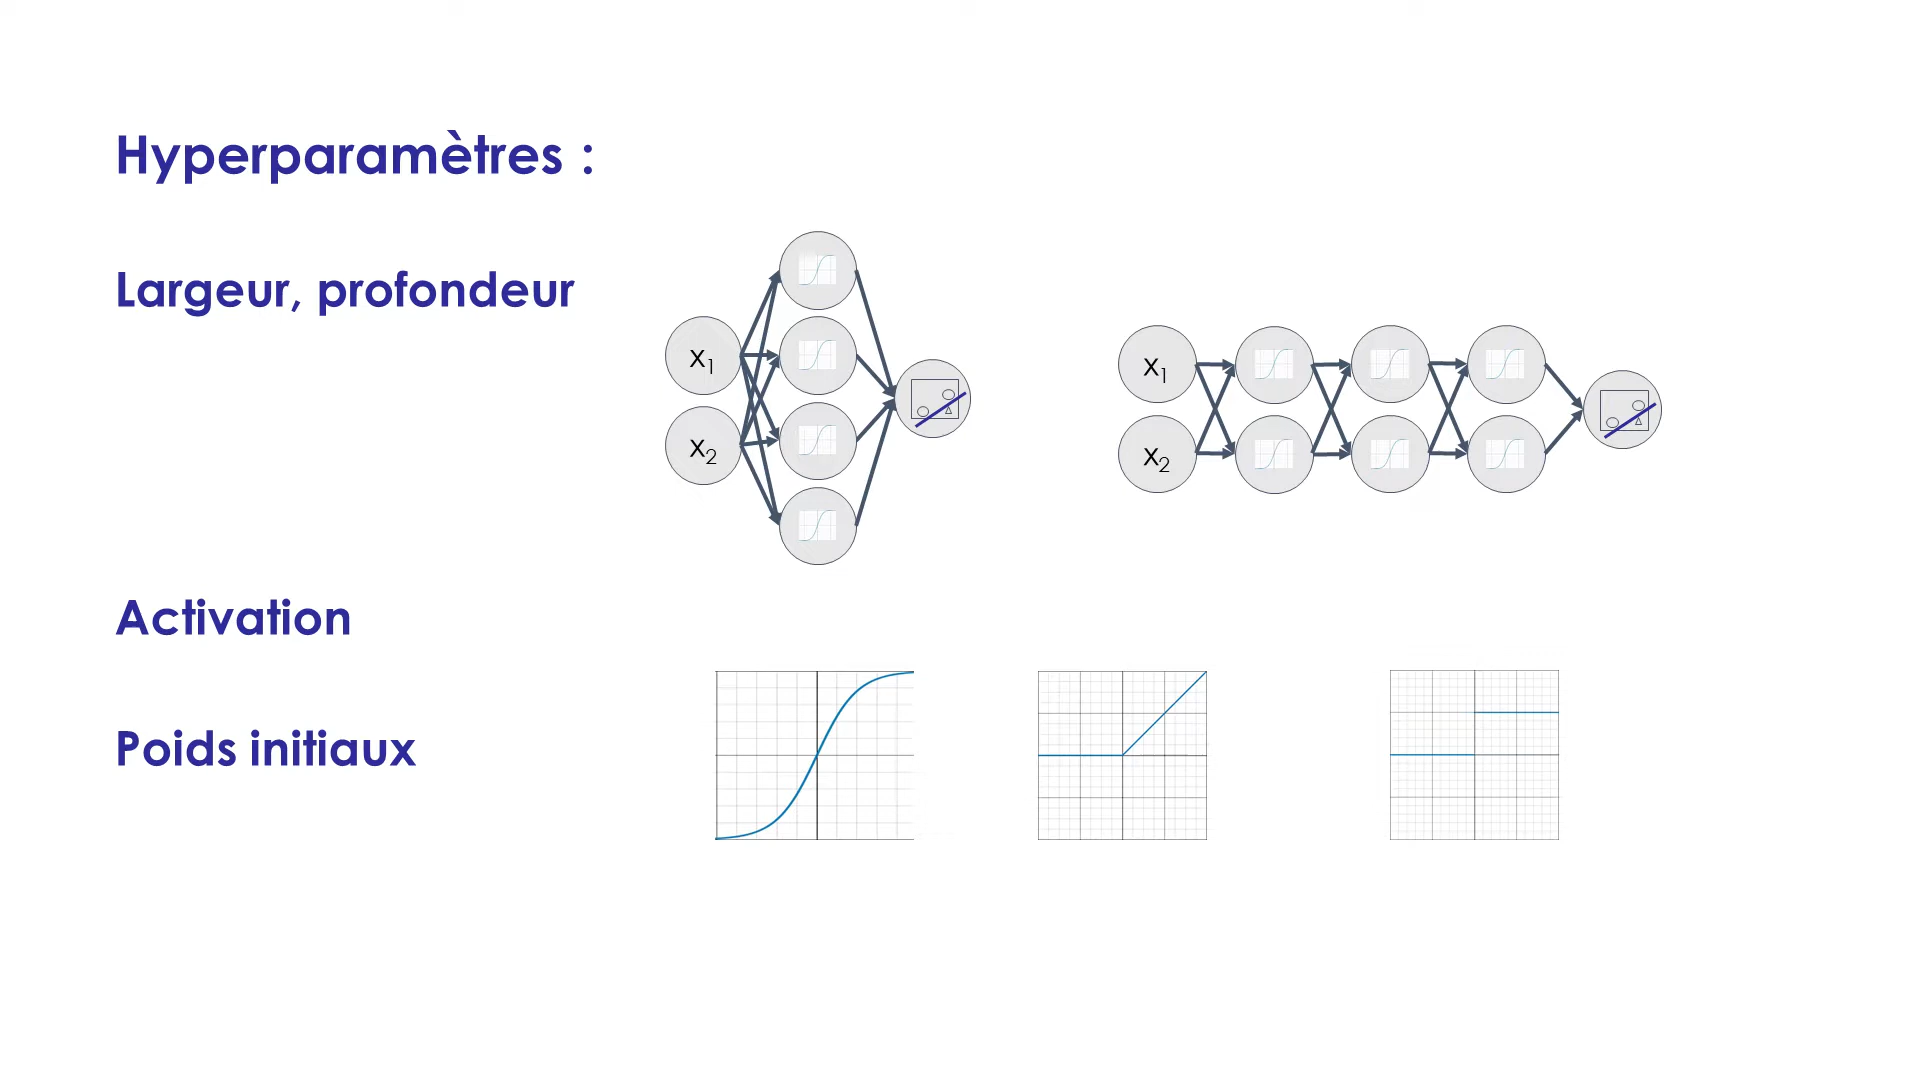 Hyperparamètres :
Largeur, profondeur
x1
x2
x1
x2
Activation
Poids initiaux